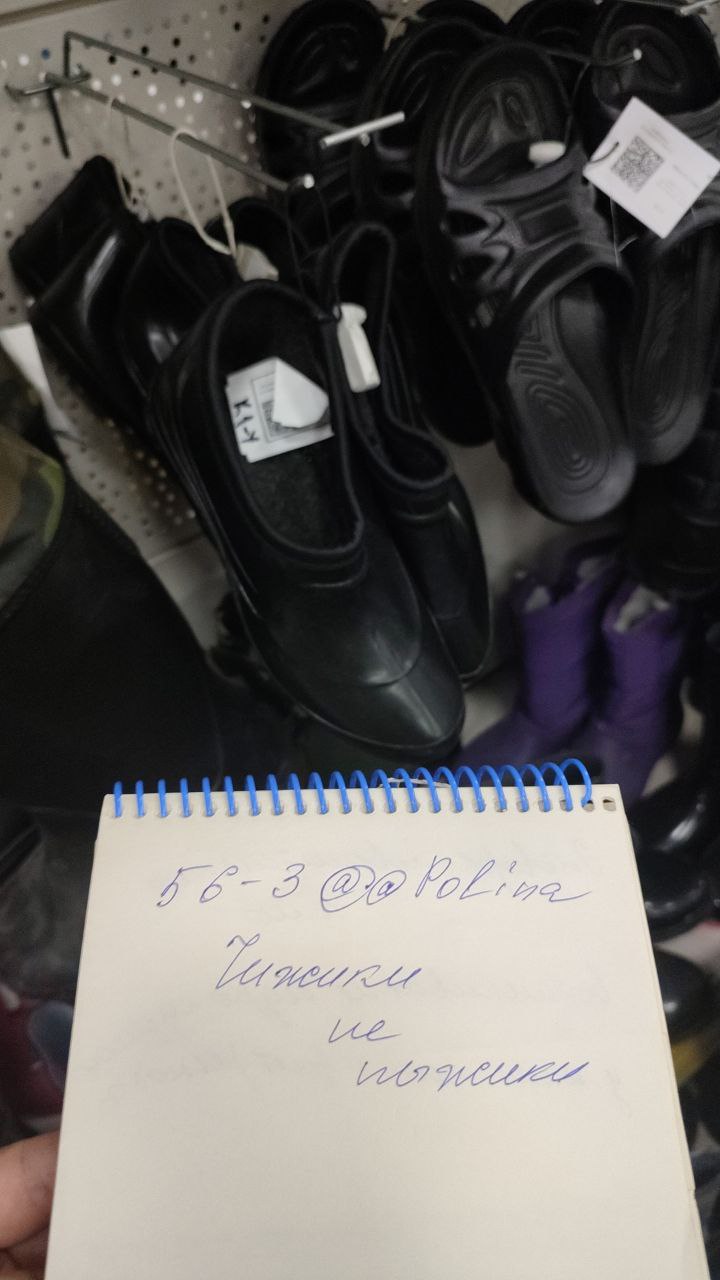 56-3 @@Polina
Чижики
не
пыжики